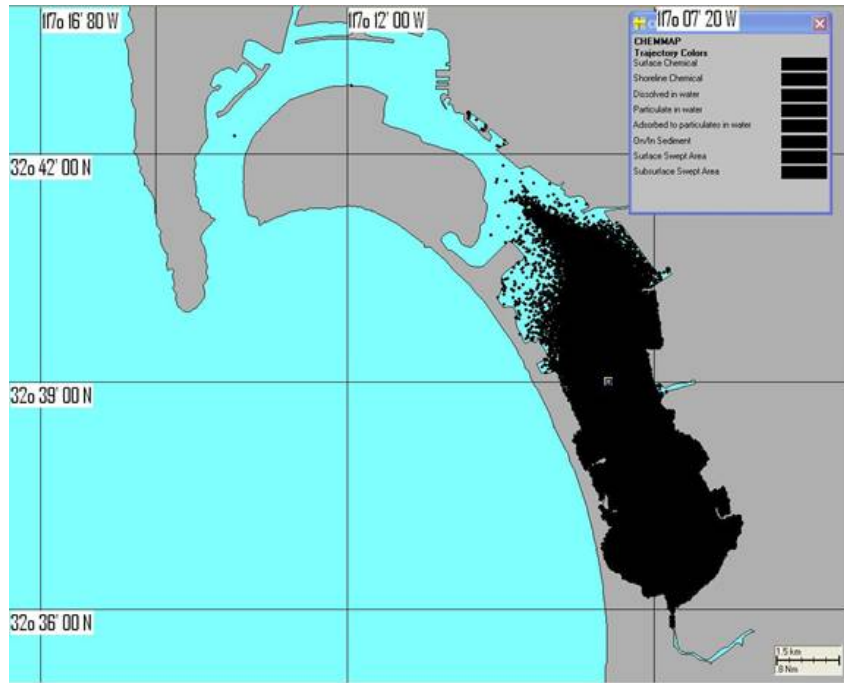 117o 16' 80 W
117o 12' 00 W
117o 07' 20 W
CHEMMAP
Trajectory Colors
Surface Chemical
Shoreline Chemical
Dissolved in water
Particulate in water
Adsorbed to particulates in water
On/In Sediment
Surface Swept Area
Subsurface Swept Area
32o 42' 00 N
32o 39' 00 N
32o 36' 00 N
1.5 km
.8 Nm